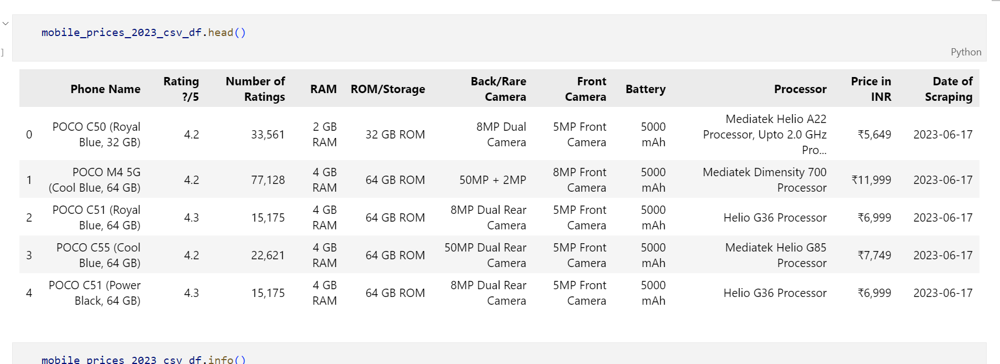 mobile_prices_2023_csv_df.head()
]
Python
Phone Name Rating ?/5 Number of Ratings RAM ROM/Storage Back/Rare Camera Front Camera Battery Processor Price in INR Date of Scraping
0 POCO C50 (Royal Blue, 32 GB) 4.2 33,561 2 GB RAM 32 GB ROM 8MP Dual Camera 5MP Front Camera 5000 mAh Mediatek Helio A22 Processor, Upto 2.0 GHz Pro... ₹5,649 2023-06-17
1 POCO M4 5G (Cool Blue, 64 GB) 4.2 77,128 4 GB RAM 64 GB ROM 50MP + 2MP 8MP Front Camera 5000 mAh Mediatek Dimensity 700 Processor ₹11,999 2023-06-17
2 POCO C51 (Royal Blue, 64 GB) 4.3 15,175 4 GB RAM 64 GB ROM 8MP Dual Rear Camera 5MP Front Camera 5000 mAh Helio G36 Processor ₹6,999 2023-06-17
3 POCO C55 (Cool Blue, 64 GB) 4.2 22,621 4 GB RAM 64 GB ROM 50MP Dual Rear Camera 5MP Front Camera 5000 mAh Mediatek Helio G85 Processor ₹7,749 2023-06-17
4 POCO C51 (Power Black, 64 GB) 4.3 15,175 4 GB RAM 64 GB ROM 8MP Dual Rear Camera 5MP Front Camera 5000 mAh Helio G36 Processor ₹6,999 2023-06-17
mobile_prices_2023_csv_df.info()